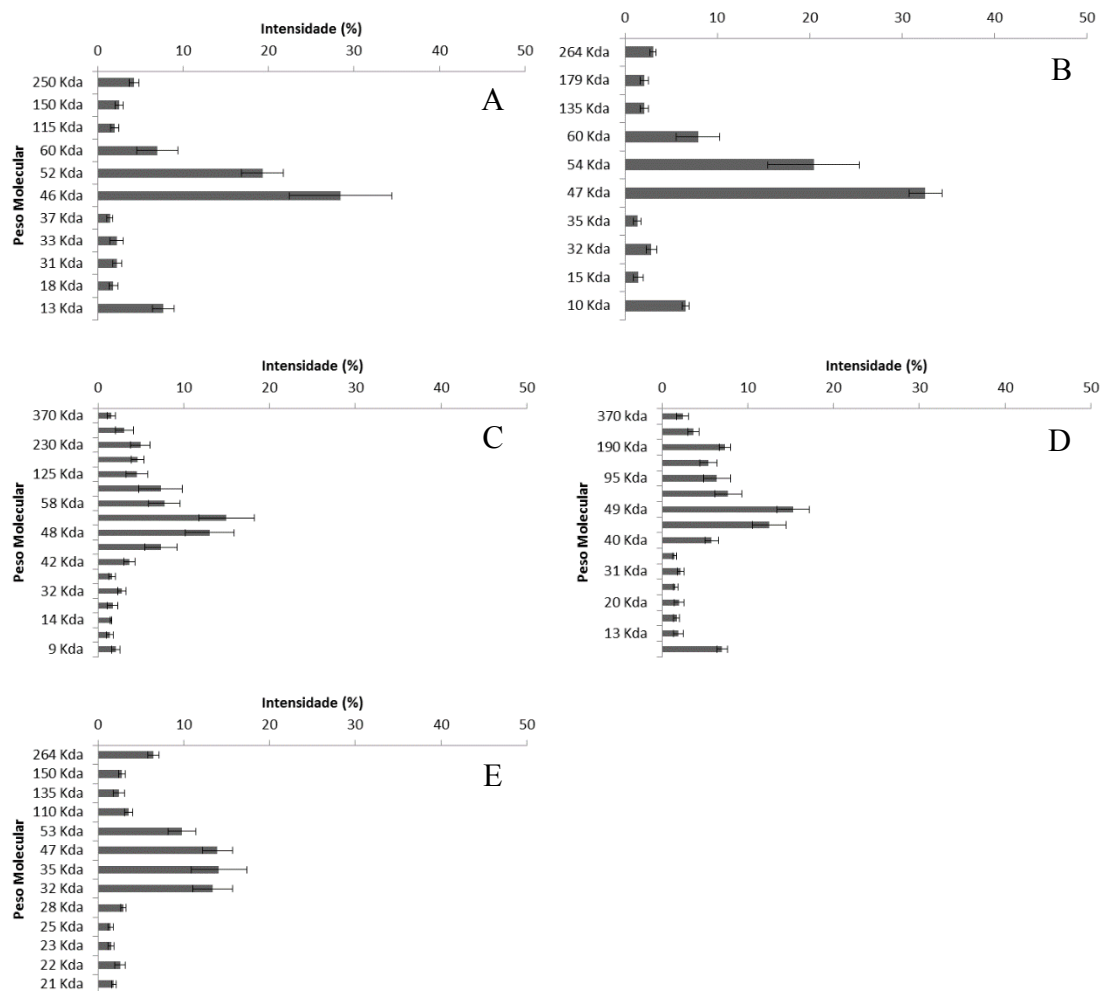 Intensidade (%)
0 10 20 30 40 50
A
Peso Molecular
250 Kda
150 Kda
115 Kda
60 Kda
52 Kda
46 Kda
37 Kda
33 Kda
31 Kda
18 Kda
13 Kda
0 10 20 30 40 50
B
264 Kda
179 Kda
135 Kda
60 Kda
54 Kda
47 Kda
35 Kda
32 Kda
15 Kda
10 Kda
Intensidade (%)
0 10 20 30 40 50
C
Peso Molecular
370 Kda
230 Kda
125 Kda
58 Kda
48 Kda
42 Kda
32 Kda
14 Kda
9 Kda
Intensidade (%)
0 10 20 30 40 50
D
Peso Molecular
370 kda
190 Kda
95 Kda
49 Kda
40 Kda
31 Kda
20 Kda
13 Kda
Intensidade (%)
0 10 20 30 40 50
E
Peso Molecular
264 Kda
150 Kda
135 Kda
110 Kda
53 Kda
47 Kda
35 Kda
32 Kda
28 Kda
25 Kda
23 Kda
22 Kda
21 Kda